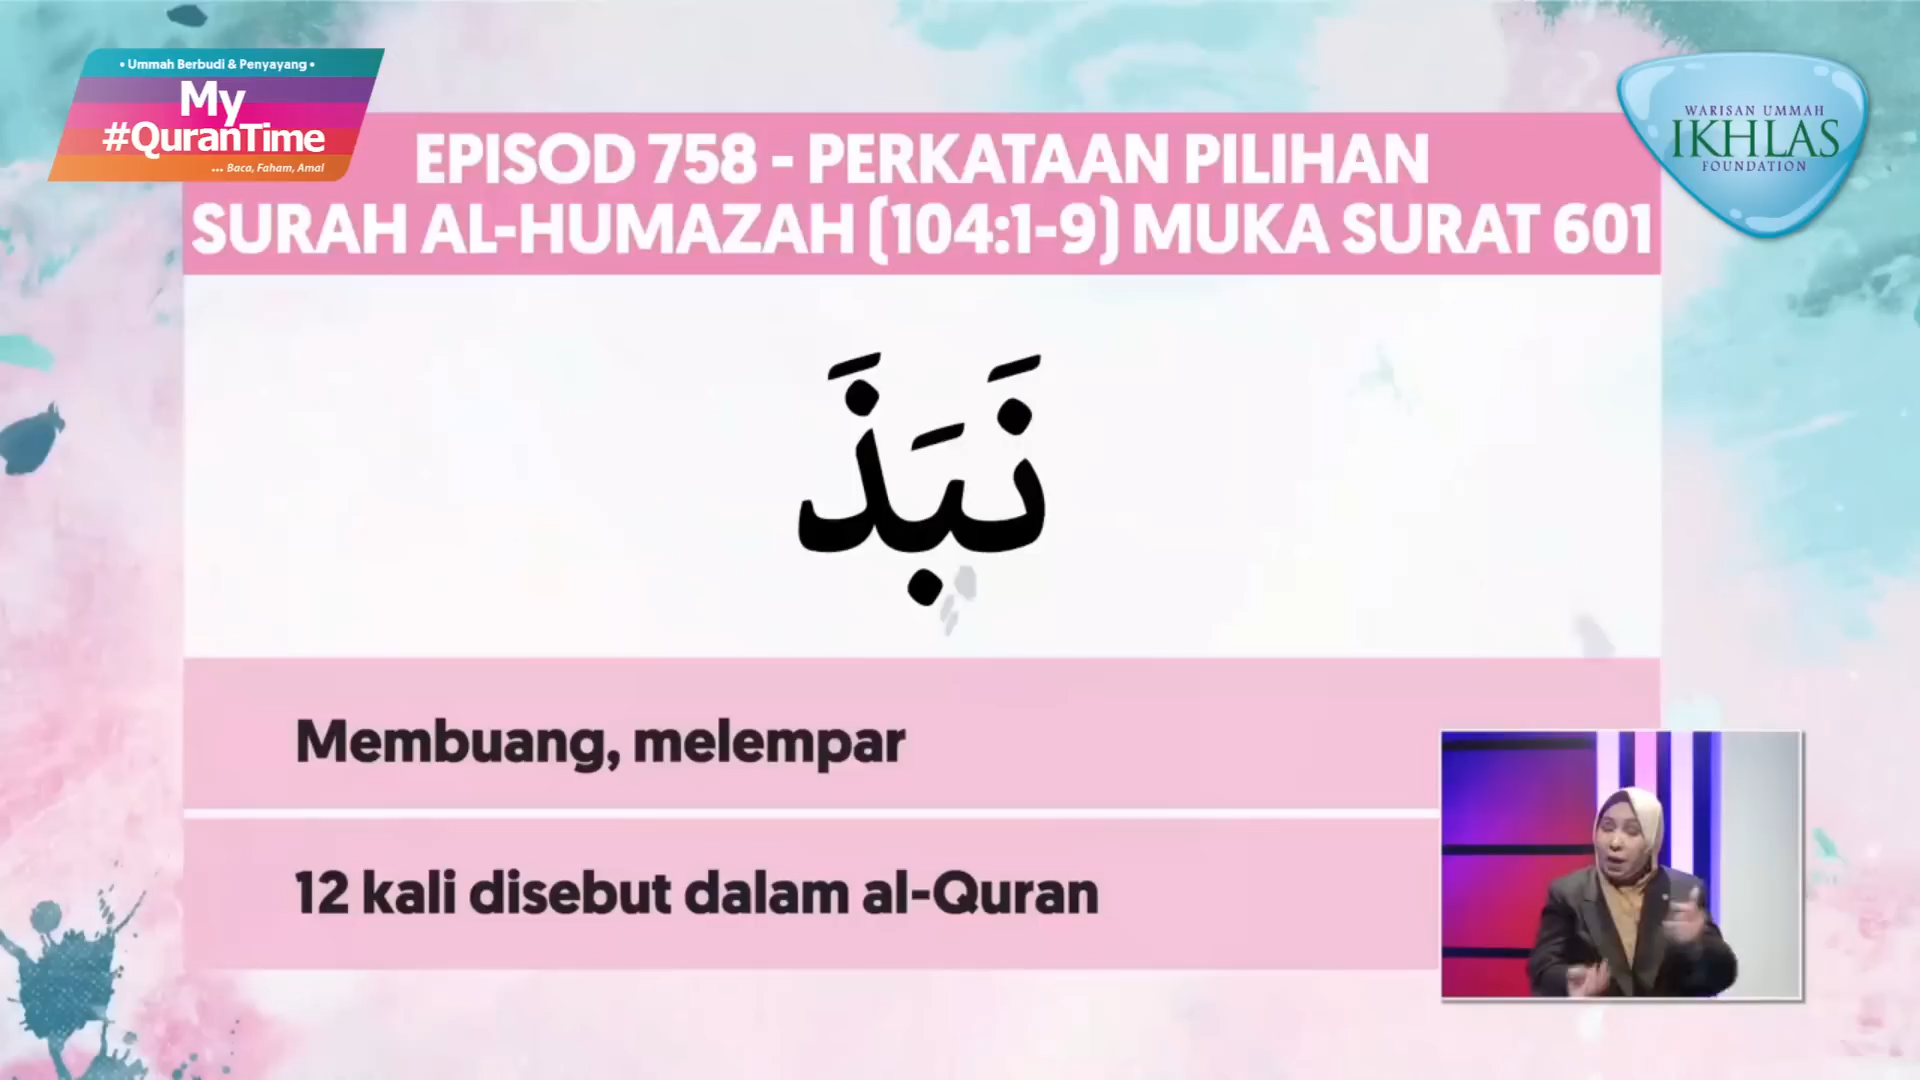 • Ummah Berbudi & Penyayang •
My
#QuranTime
... Baca, Faham, Amal
WARISAN UMMAH
IKHLAS
FOUNDATION
EPISOD 758 - PERKATAAN PILIHAN
SURAH AL-HUMAZAH (104:1-9) MUKA SURAT 601
نَبَذَ
Membuang, melempar
12 kali disebut dalam al-Quran